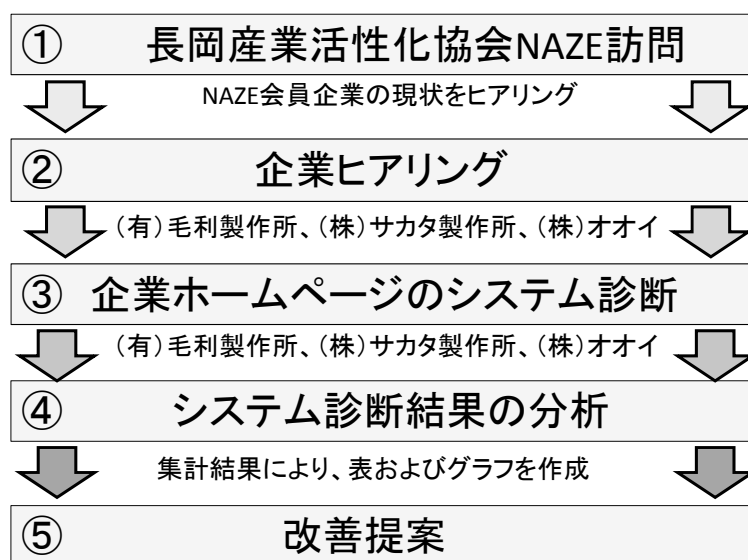 ① 長岡産業活性化協会NAZE訪問
NAZE会員企業の現状をヒアリング
② 企業ヒアリング
（有）毛利製作所、（株）サカタ製作所、（株）オオイ
③ 企業ホームページのシステム診断
（有）毛利製作所、（株）サカタ製作所、（株）オオイ
④ システム診断結果の分析
集計結果により、表およびグラフを作成
⑤ 改善提案